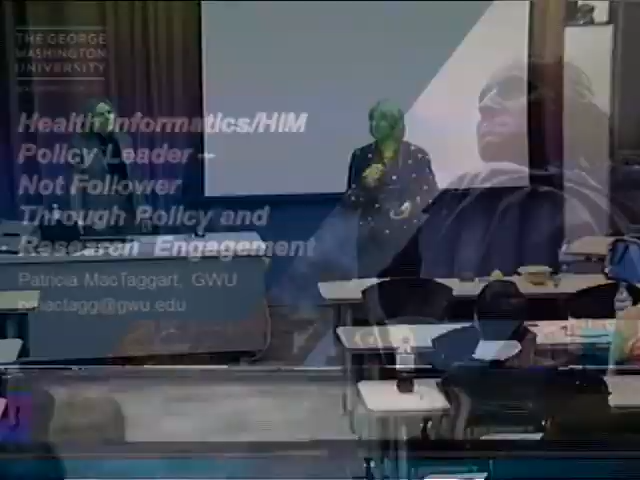 THE GEORGE
WASHINGTON
UNIVERSITY
Health Informatics/HIM
Policy Leader –
Not Follower
Through Policy and
Research Engagement
Patricia MacTaggart, GWU
pmactagg@gwu.edu